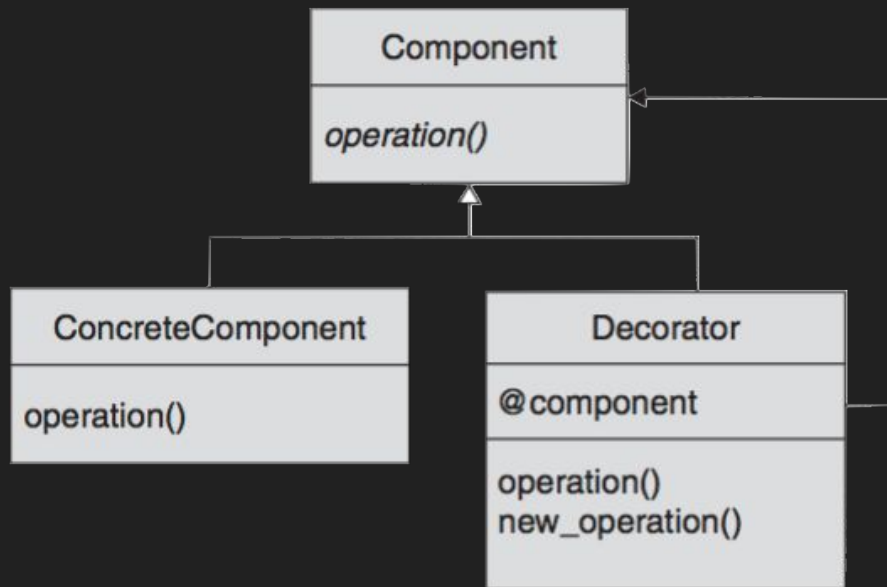 Component
operation()
ConcreteComponent
operation()
Decorator
@component
operation()
new_operation()